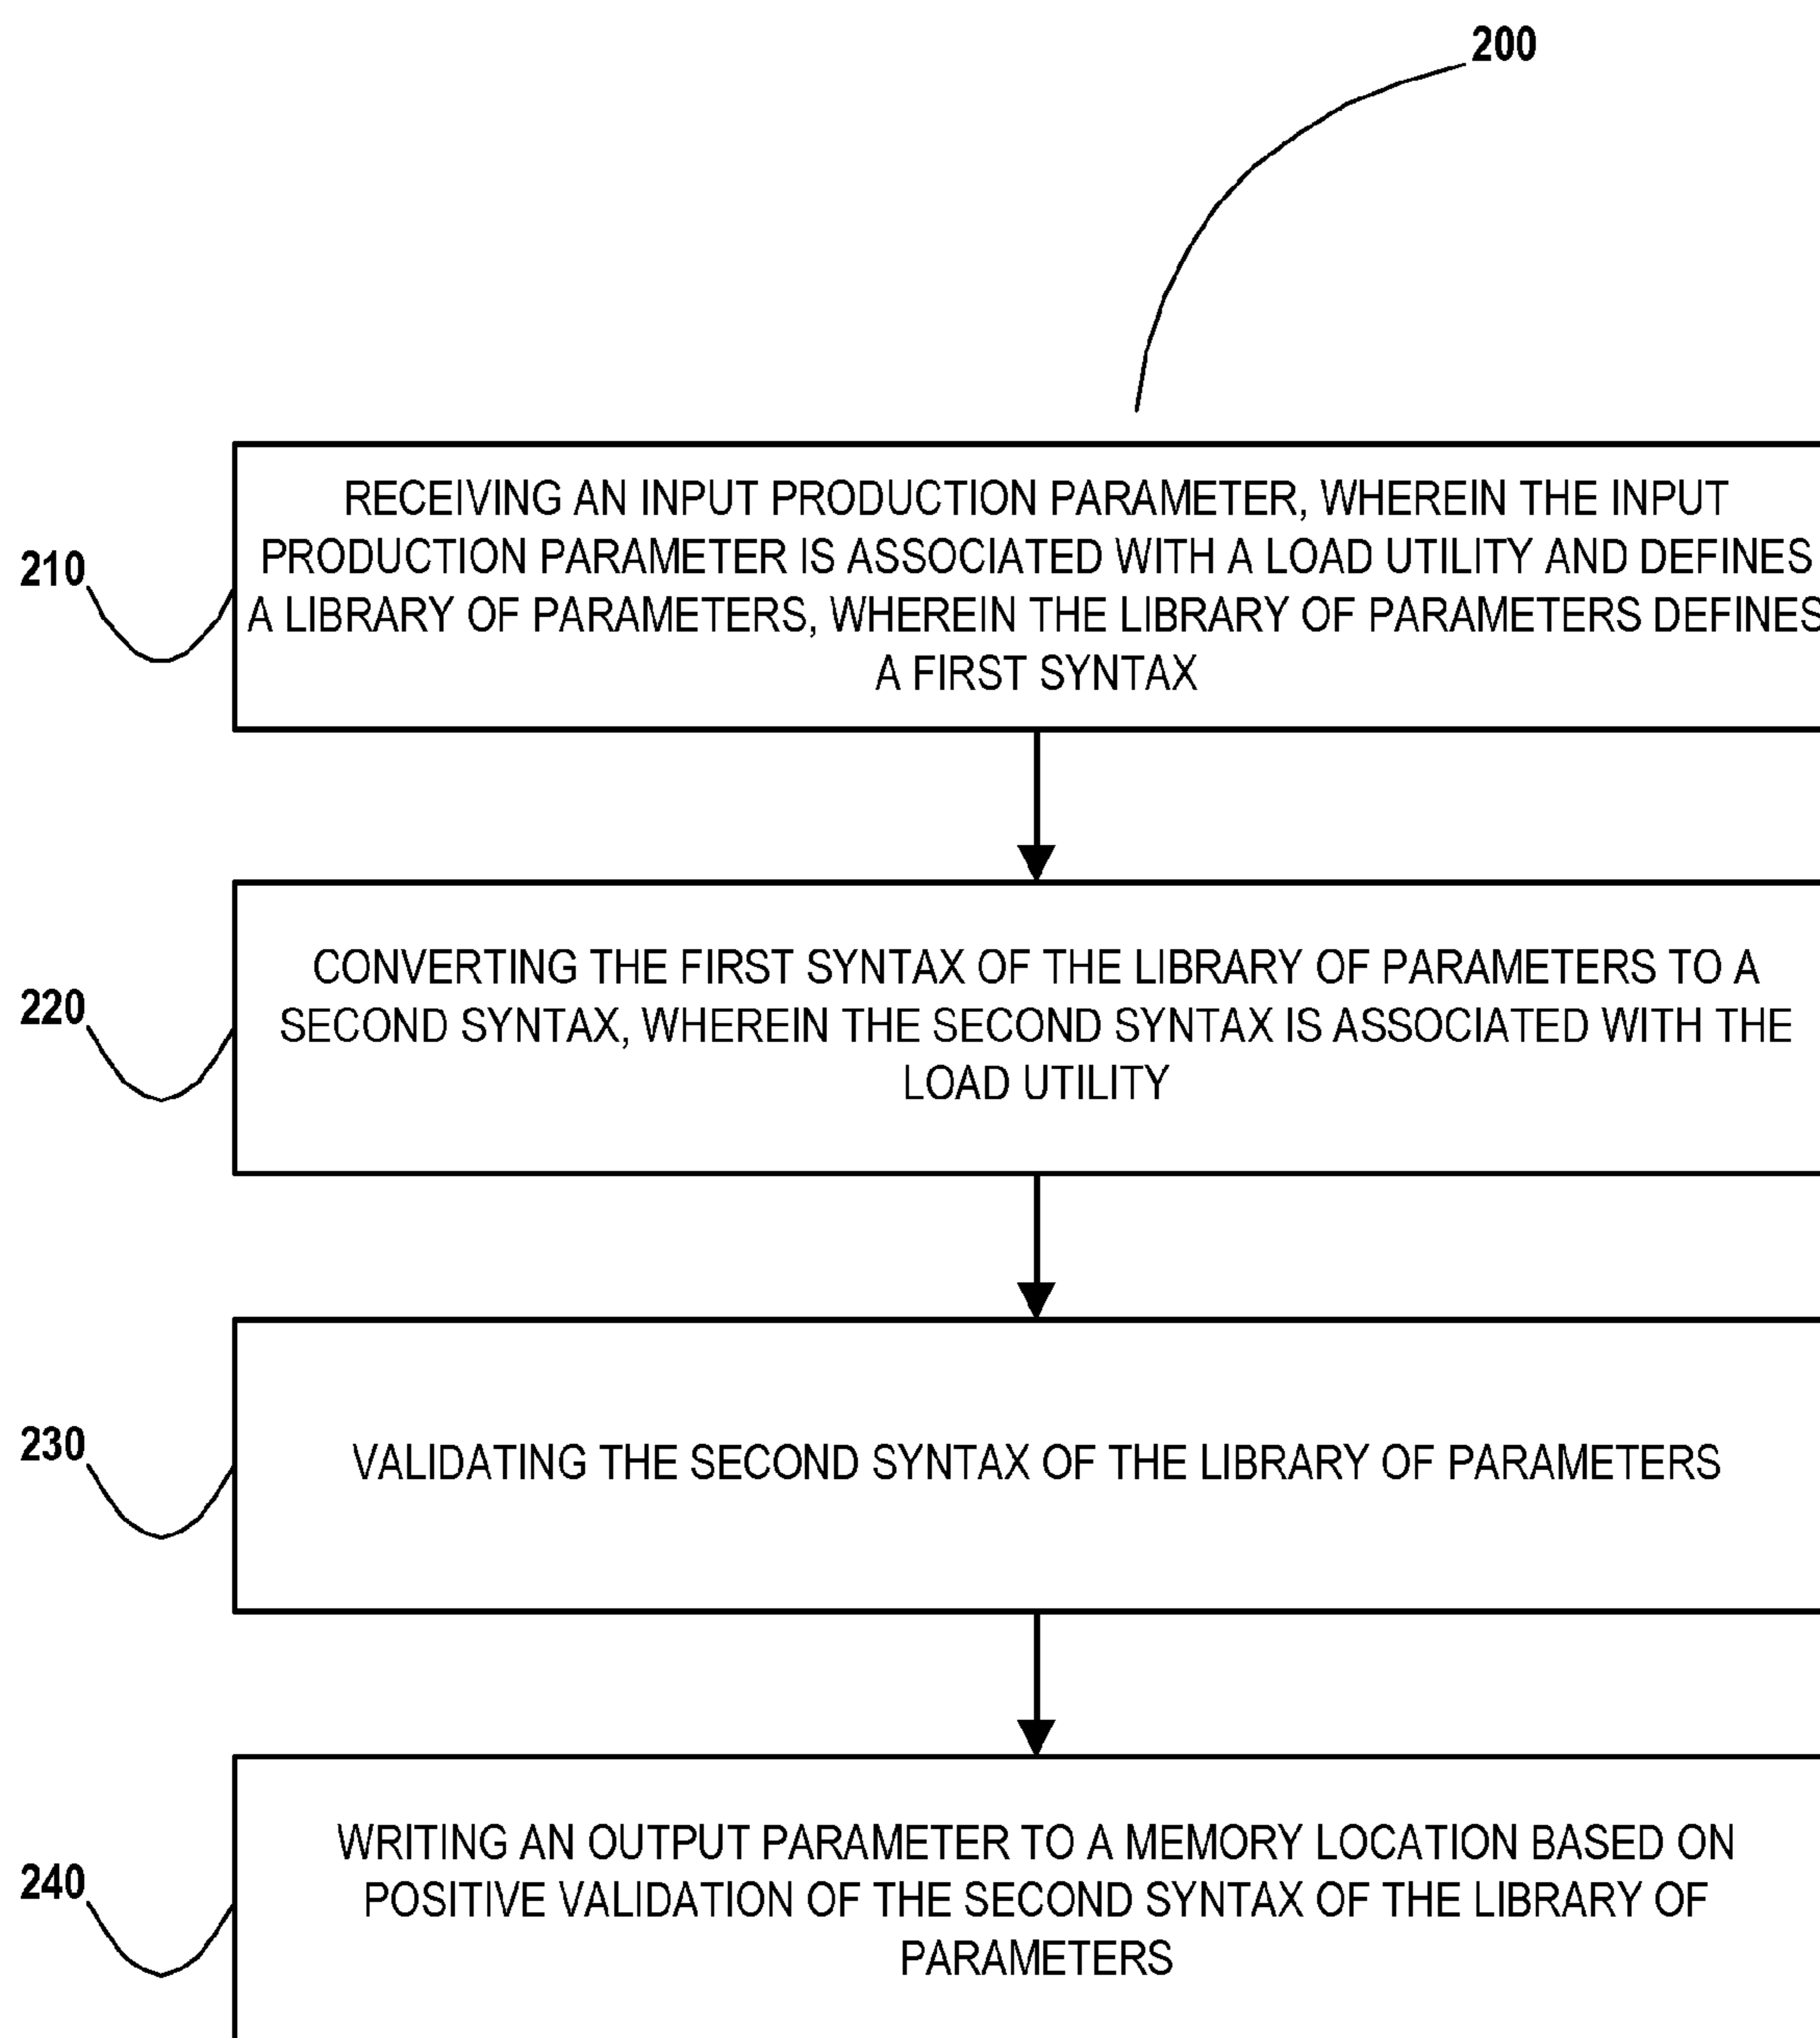 200
RECEIVING AN INPUT PRODUCTION PARAMETER, WHEREIN THE INPUT
PRODUCTION PARAMETER IS ASSOCIATED WITH A LOAD UTILITY AND DEFINES
A LIBRARY OF PARAMETERS, WHEREIN THE LIBRARY OF PARAMETERS DEFINES
A FIRST SYNTAX
210
CONVERTING THE FIRST SYNTAX OF THE LIBRARY OF PARAMETERS TO A
SECOND SYNTAX, WHEREIN THE SECOND SYNTAX IS ASSOCIATED WITH THE
LOAD UTILITY
220
VALIDATING THE SECOND SYNTAX OF THE LIBRARY OF PARAMETERS
230
WRITING AN OUTPUT PARAMETER TO A MEMORY LOCATION BASED ON
POSITIVE VALIDATION OF THE SECOND SYNTAX OF THE LIBRARY OF
PARAMETERS
240